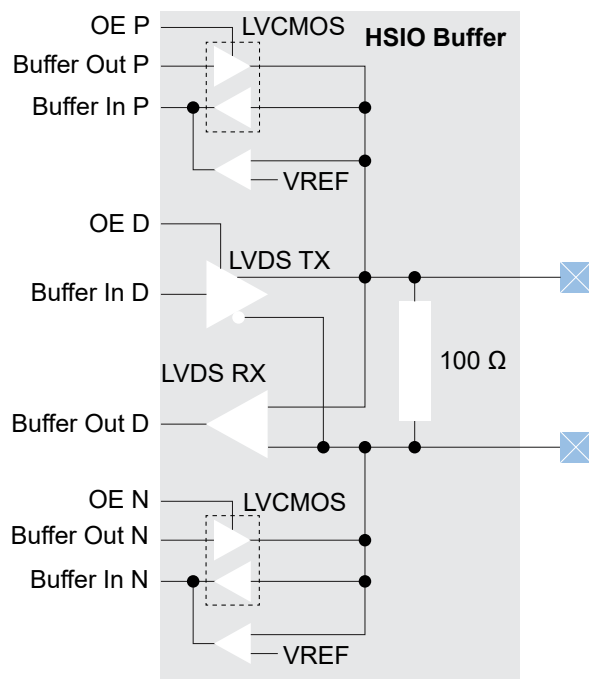 OE P
LVCMOS
HSIO Buffer
Buffer Out P
Buffer In P
VREF
OE D
LVDS TX
Buffer In D
LVDS RX
100 Ω
Buffer Out D
OE N
LVCMOS
Buffer Out N
Buffer In N
VREF